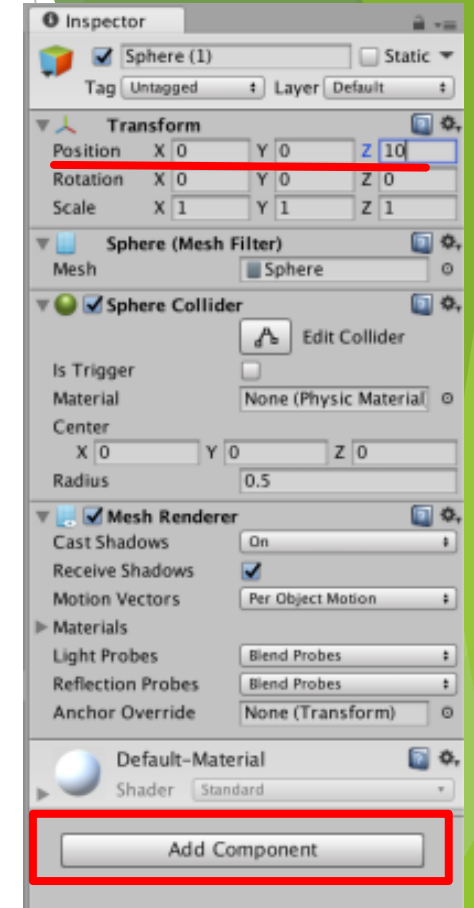 Inspector
Sphere (1) Static
Tag Untagged Layer Default
Transform
Position X 0 Y 0 Z 10
Rotation X 0 Y 0 Z 0
Scale X 1 Y 1 Z 1
Sphere (Mesh Filter)
Mesh Sphere
Sphere Collider
Edit Collider
Is Trigger
Material None (Physic Material)
Center
X 0 Y 0 Z 0
Radius 0.5
Mesh Renderer
Cast Shadows On
Receive Shadows
Motion Vectors Per Object Motion
Materials
Light Probes Blend Probes
Reflection Probes Blend Probes
Anchor Override None (Transform)
Default-Material
Shader Standard
Add Component